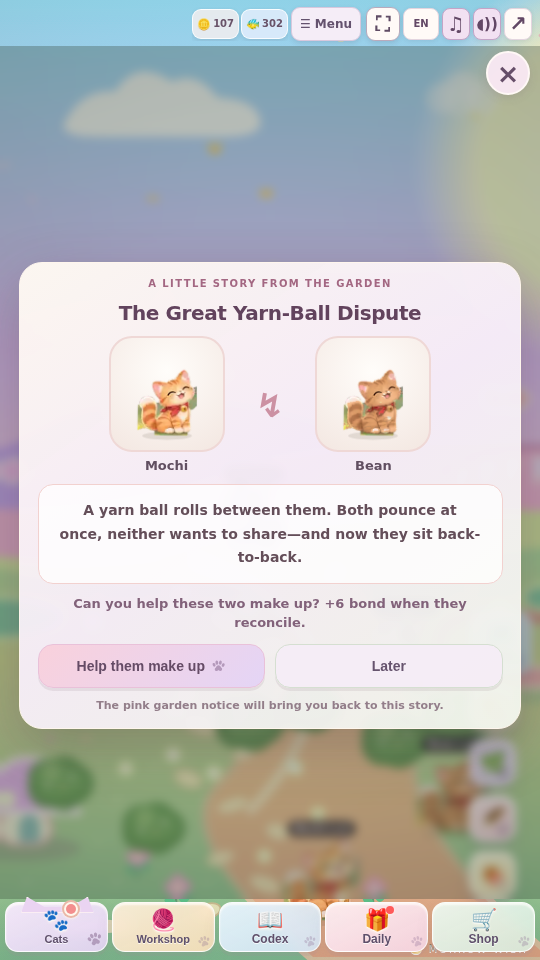 107
302
☰ Menu
EN
A LITTLE STORY FROM THE GARDEN
The Great Yarn-Ball Dispute
Mochi
Bean
A yarn ball rolls between them. Both pounce at
once, neither wants to share—and now they sit back-
to-back.
Can you help these two make up? +6 bond when they
reconcile.
Help them make up
Later
The pink garden notice will bring you back to this story.
Cats
Workshop
Codex
Daily
Shop